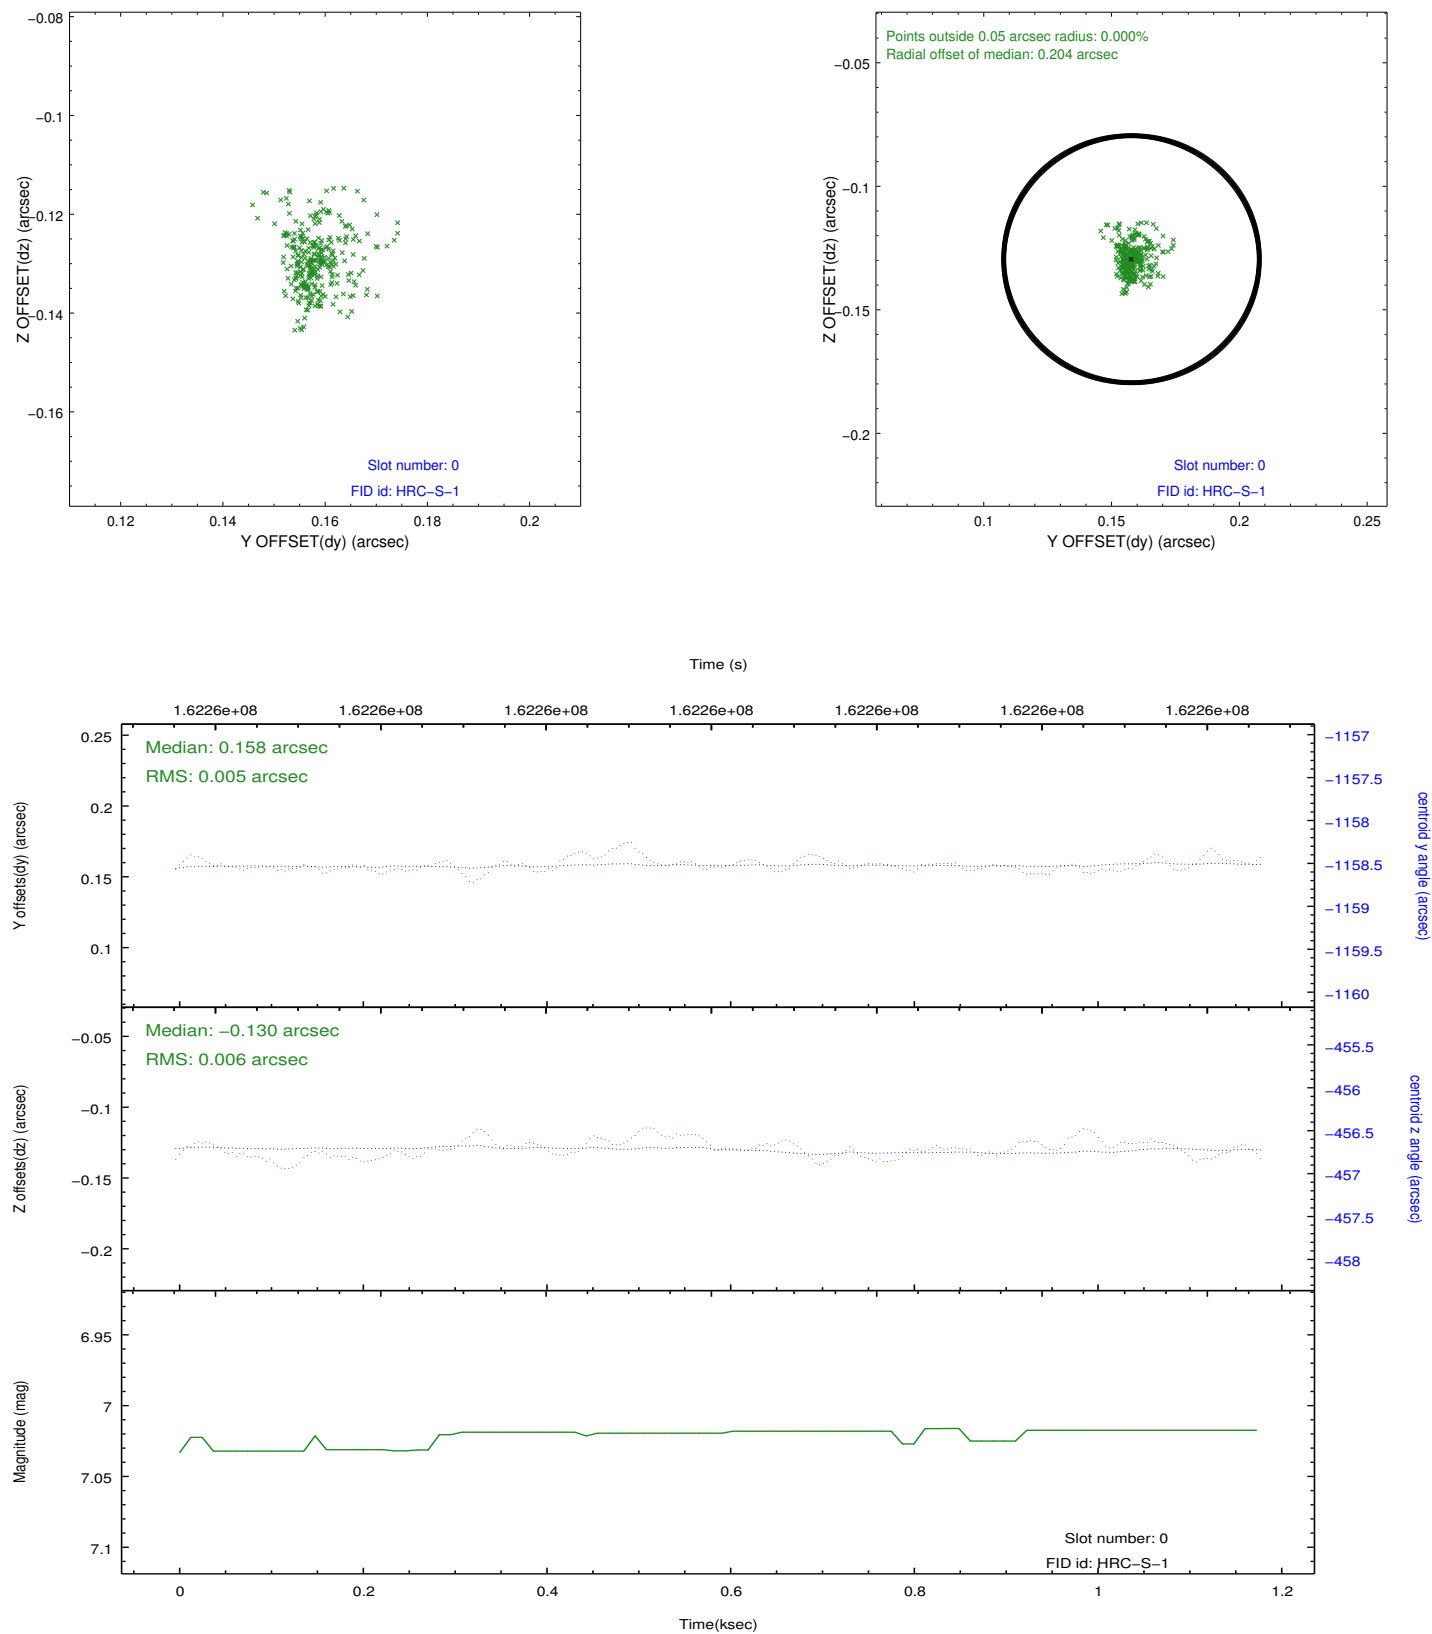 −0.08
−0.1
−0.12
−0.14
−0.16
Z OFFSET(dz) (arcsec)
Slot number: 0
FID id: HRC−S−1
0.12 0.14 0.16 0.18 0.2
Y OFFSET(dy) (arcsec)
Points outside 0.05 arcsec radius: 0.000%
Radial offset of median: 0.204 arcsec
−0.05
−0.1
−0.15
−0.2
Z OFFSET(dz) (arcsec)
Slot number: 0
FID id: HRC−S−1
0.1 0.15 0.2 0.25
Y OFFSET(dy) (arcsec)
Time (s)
1.6226e+08 1.6226e+08 1.6226e+08 1.6226e+08 1.6226e+08 1.6226e+08 1.6226e+08
Median: 0.158 arcsec
RMS: 0.005 arcsec
0.25
0.2
0.15
0.1
Y offsets(dy) (arcsec)
−1157
−1157.5
−1158
−1158.5
−1159
−1159.5
−1160
centroid y angle (arcsec)
Median: −0.130 arcsec
RMS: 0.006 arcsec
−0.05
−0.1
−0.15
−0.2
Z offsets(dz) (arcsec)
−455.5
−456
−456.5
−457
−457.5
−458
centroid z angle (arcsec)
6.95
7
7.05
7.1
Magnitude (mag)
Slot number: 0
FID id: HRC−S−1
0 0.2 0.4 0.6 0.8 1 1.2
Time(ksec)